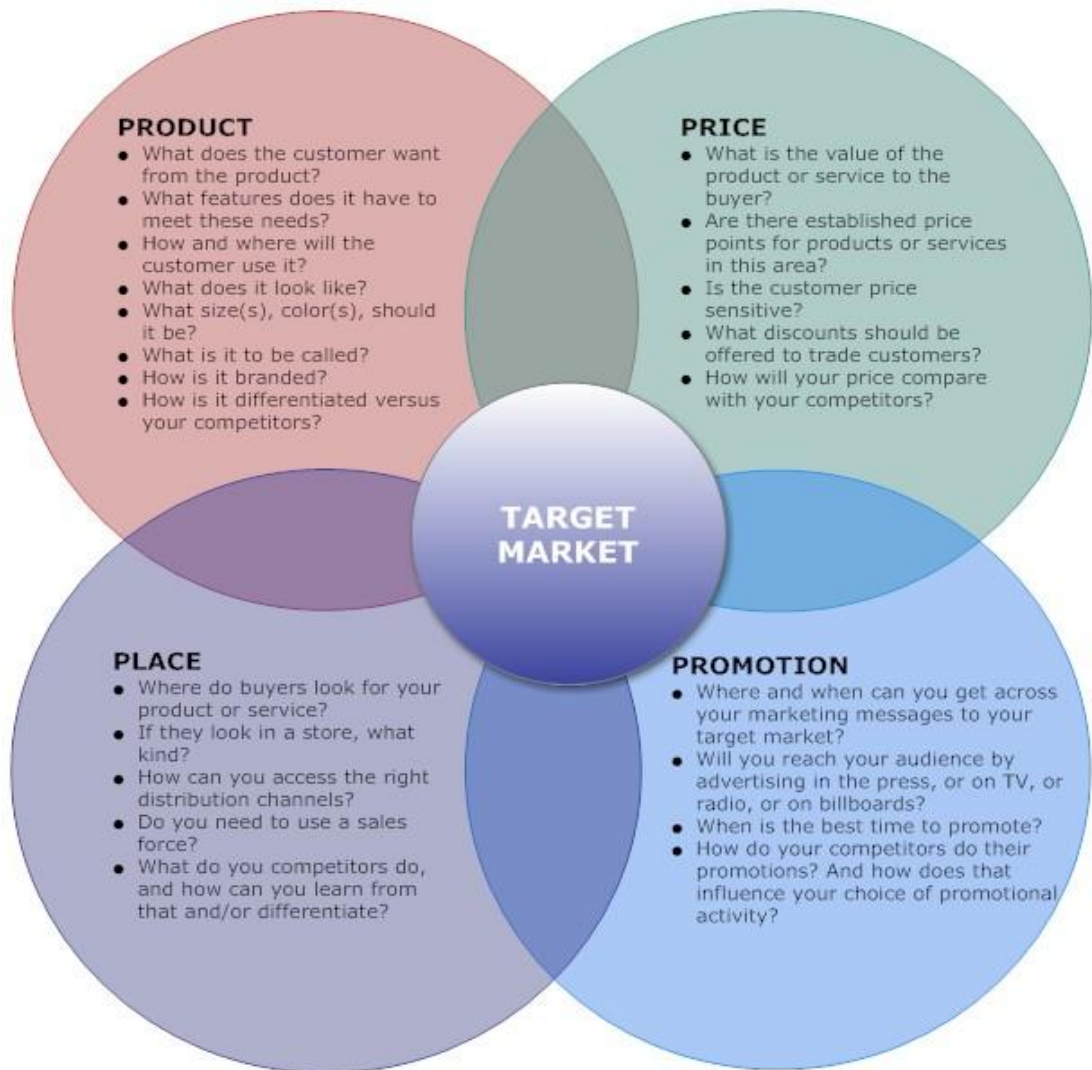 PRODUCT
• What does the customer want
from the product?
• What features does it have to
meet these needs?
• How and where will the
customer use it?
• What does it look like?
• What size(s), color(s), should
it be?
• What is it to be called?
• How is it branded?
• How is it differentiated versus
your competitors?
PRICE
• What is the value of the
product or service to the
buyer?
• Are there established price
points for products or services
in this area?
• Is the customer price
sensitive?
• What discounts should be
offered to trade customers?
• How will your price compare
with your competitors?
TARGET
MARKET
PLACE
• Where do buyers look for your
product or service?
• If they look in a store, what
kind?
• How can you access the right
distribution channels?
• Do you need to use a sales
force?
• What do you competitors do,
and how can you learn from
that and/or differentiate?
PROMOTION
• Where and when can you get across
your marketing messages to your
target market?
• Will you reach your audience by
advertising in the press, or on TV, or
radio, or on billboards?
• When is the best time to promote?
• How do your competitors do their
promotions? And how does that
influence your choice of promotional
activity?